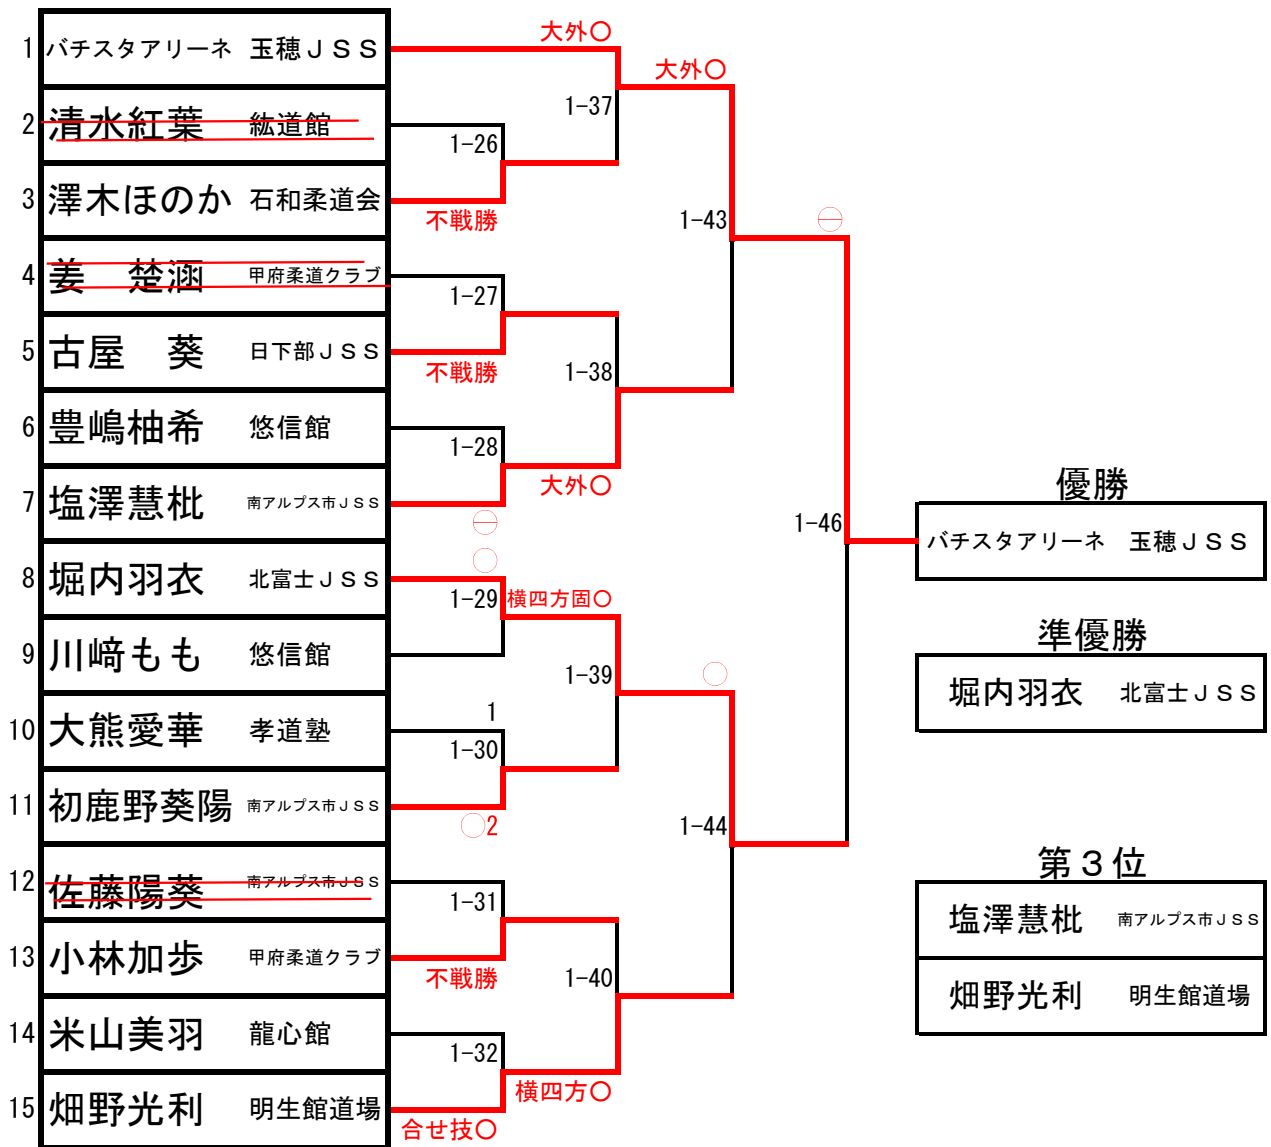 1 バチスタアリーネ 玉穂ＪＳＳ
大外〇
大外〇
1-37
2 清水紅葉 紘道館
1-26
3 澤木ほのか 石和柔道会
不戦勝
1-43
4 姜　楚涵 甲府柔道クラブ
1-27
5 古屋　葵 日下部ＪＳＳ
不戦勝
1-38
6 豊嶋柚希 悠信館
1-28
大外〇
7 塩澤慧枇 南アルプス市ＪＳＳ
1-46
優勝
バチスタアリーネ 玉穂ＪＳＳ
8 堀内羽衣 北富士ＪＳＳ
〇
1-29
横四方固〇
9 川﨑もも 悠信館
準優勝
堀内羽衣 北富士ＪＳＳ
1-39
〇
10 大熊愛華 孝道塾
1
1-30
11 初鹿野葵陽 南アルプス市ＪＳＳ
〇2
1-44
12 佐藤陽葵 南アルプス市ＪＳＳ
1-31
第３位
塩澤慧枇 南アルプス市ＪＳＳ
畑野光利 明生館道場
13 小林加歩 甲府柔道クラブ
不戦勝
1-40
14 米山美羽 龍心館
1-32
横四方〇
15 畑野光利 明生館道場
合せ技〇